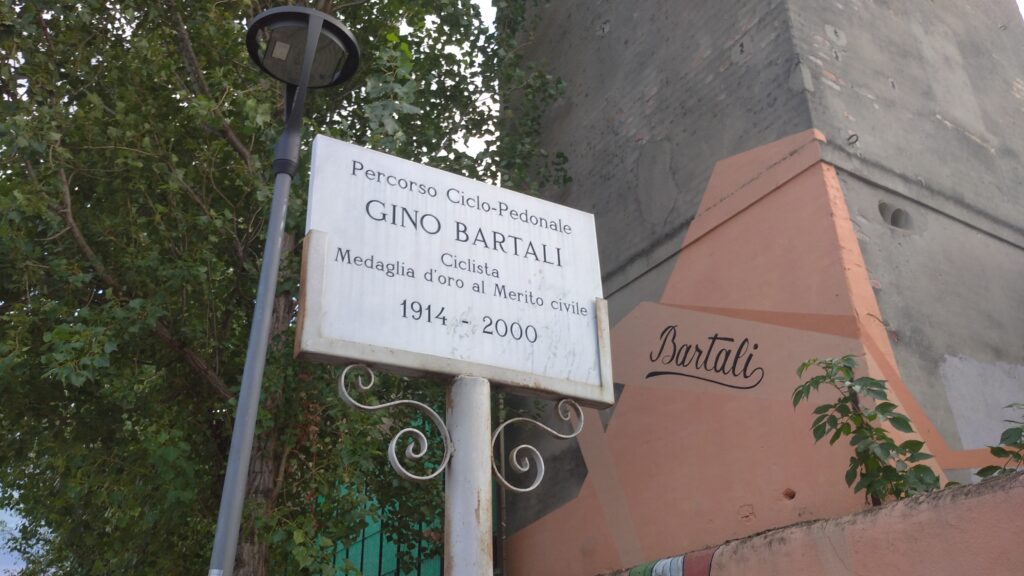 Percorso Ciclo-Pedonale
GINO BARTALI
Ciclista
Medaglia d'oro al Merito civile
1914 - 2000
Bartali